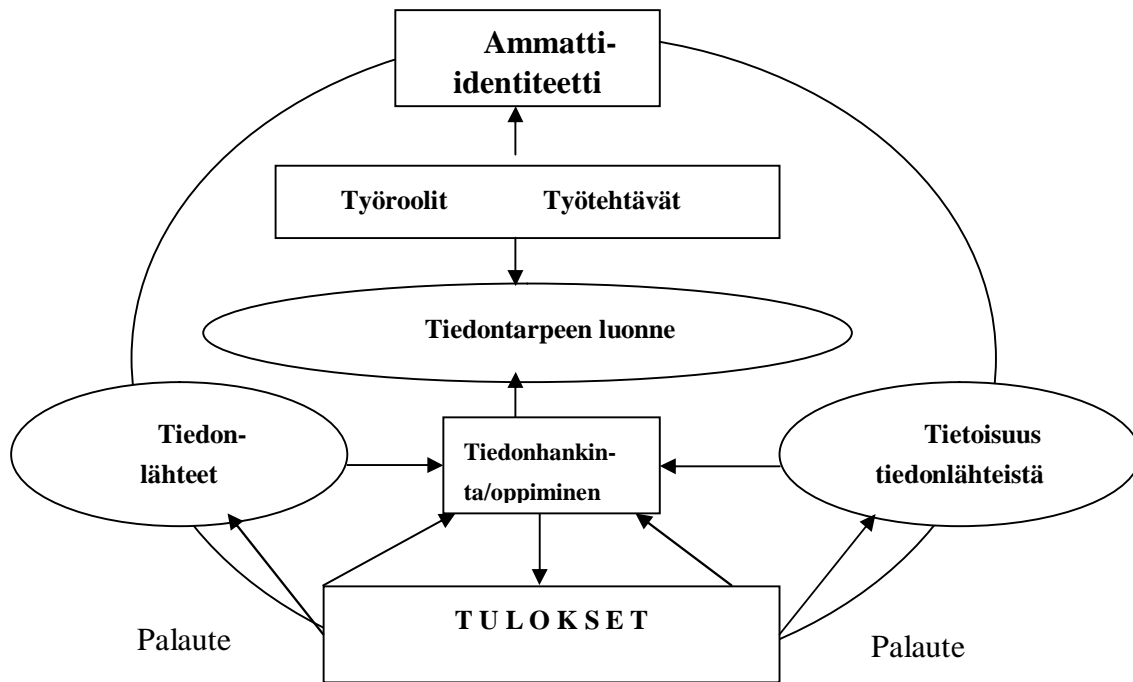 Ammatti-
identiteetti
Työroolit Työtehtävät
Tiedontarpeen luonne
Tiedon-
lähteet
Tiedonhankin-
ta/oppiminen
Tietoisuus
tiedonlähteistä
T U L O K S E T
Palaute
Palaute